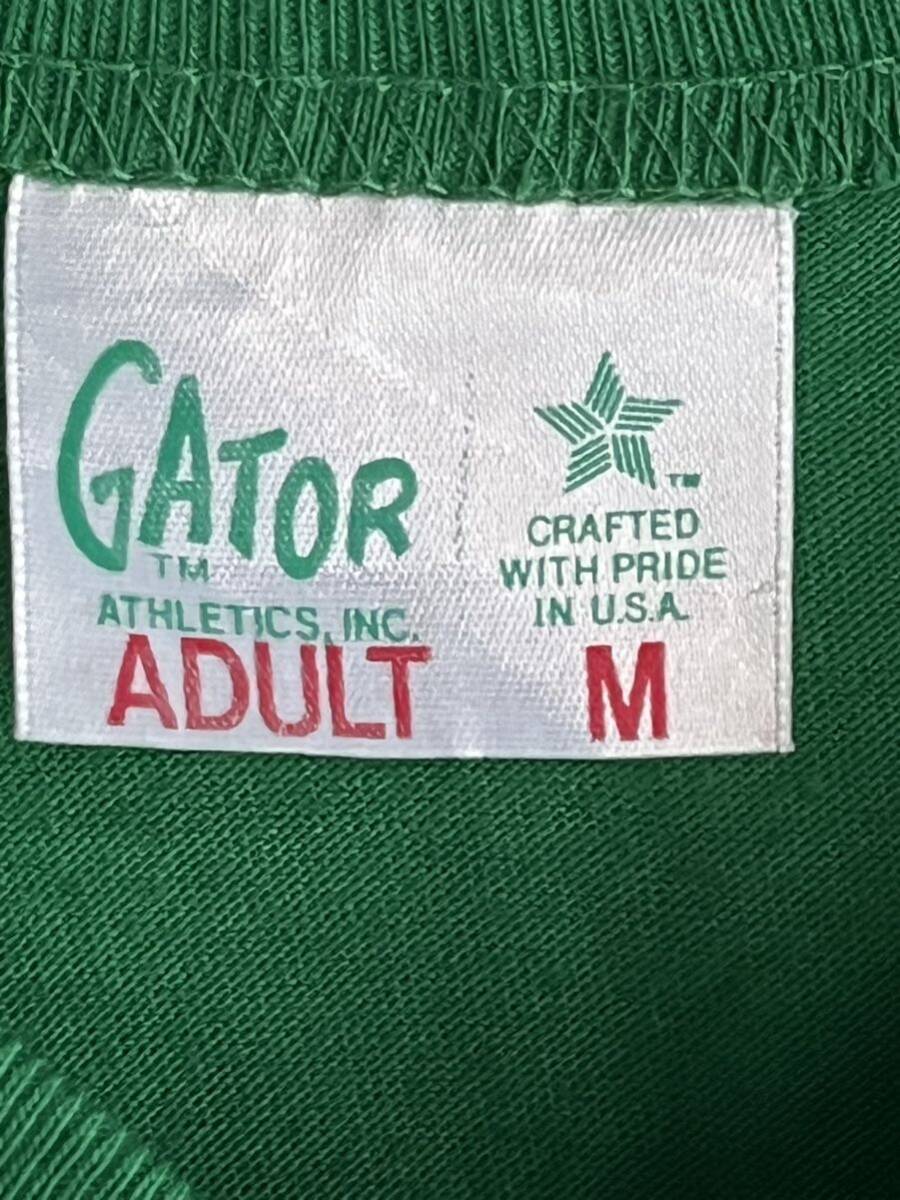 GATOR
TM
ATHLETICS, INC.
ADULT
TM
CRAFTED
WITH PRIDE
IN U.S.A.
M